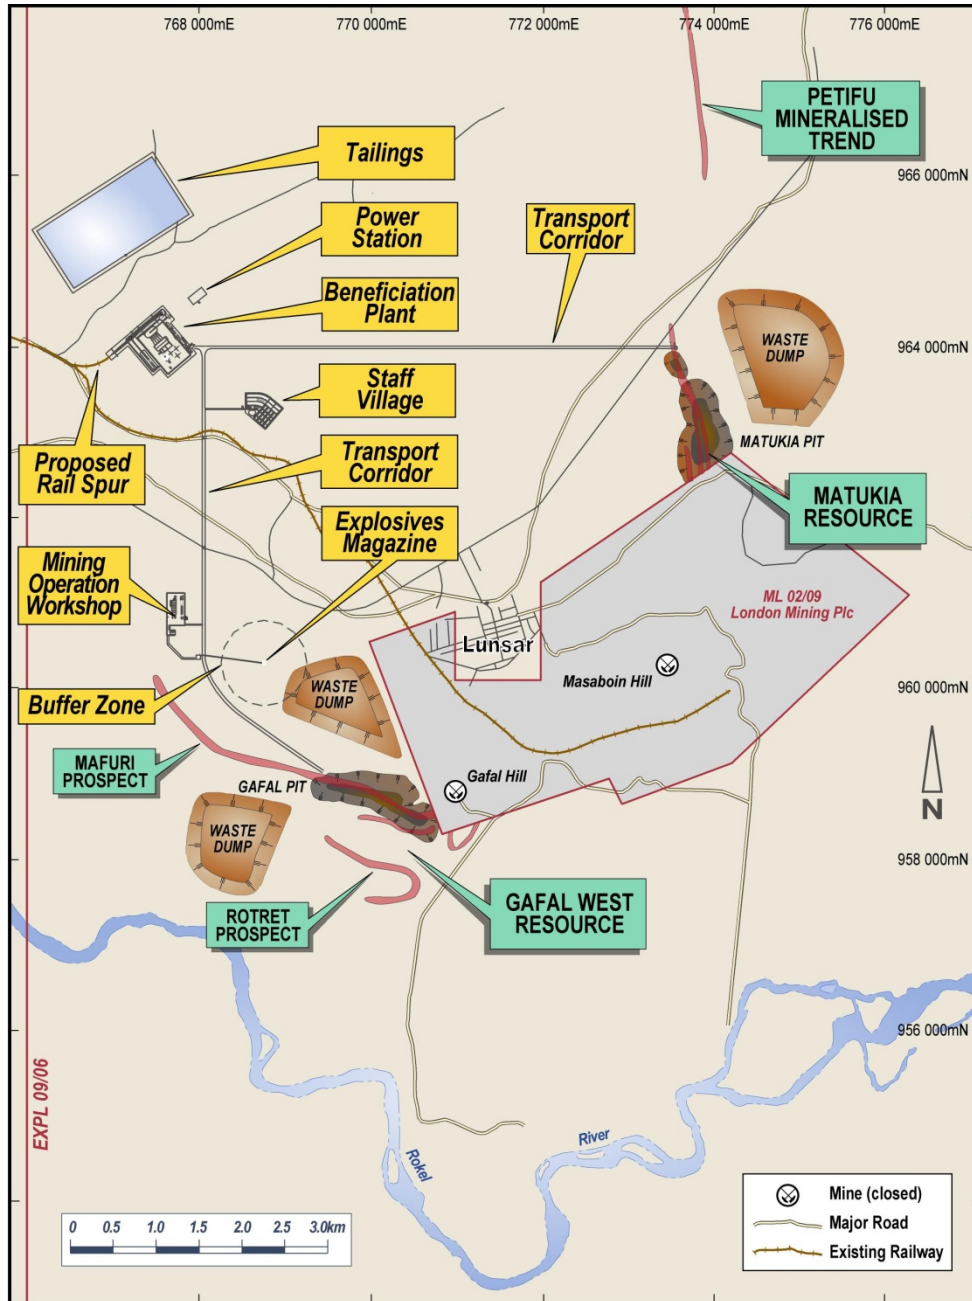 768 000mE
770 000mE
772 000mE
774 000mE
776 000mE
PETIFU
MINERALISED
TREND
Tailings
966 000mN
Power
Station
Transport
Corridor
Beneficiation
Plant
WASTE
DUMP
964 000mN
Staff
Village
MATUKIA PIT
Proposed
Rail Spur
Transport
Corridor
MATUKIA
RESOURCE
Explosives
Magazine
Mining
Operation
Workshop
ML 02/09
London Mining Plc
Lunsar
Masaboin Hill
960 000mN
Buffer Zone
WASTE
DUMP
MAFURI
PROSPECT
GAFAL PIT
Gafal Hill
N
WASTE
DUMP
958 000mN
ROTRET
PROSPECT
GAFAL WEST
RESOURCE
956 000mN
EXPL 09/06
Rokel
River
0 0.5 1.0 1.5 2.0 2.5 3.0km
Mine (closed)
Major Road
Existing Railway